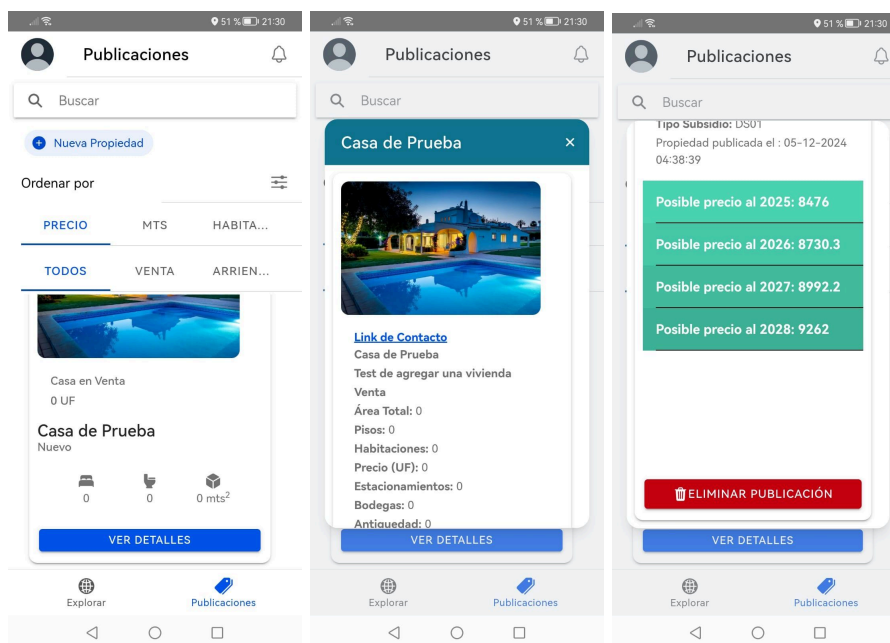 51 % 21:30
Publicaciones
Buscar
Nueva Propiedad
Ordenar por
PRECIO MTS HABITA...
TODOS VENTA ARRIEN...
Casa en Venta
0 UF
Casa de Prueba
Nuevo
0 0 0 mts²
VER DETALLES
Explorar Publicaciones
51 % 21:30
Publicaciones
Buscar
Casa de Prueba ×
Link de Contacto
Casa de Prueba
Test de agregar una vivienda
Venta
Área Total: 0
Pisos: 0
Habitaciones: 0
Precio (UF): 0
Estacionamientos: 0
Bodegas: 0
Antiguedad: 0
VER DETALLES
Explorar Publicaciones
51 % 21:30
Publicaciones
Buscar
Tipo Subsidio: DS01
Propiedad publicada el : 05-12-2024
04:38:39
Posible precio al 2025: 8476
Posible precio al 2026: 8730.3
Posible precio al 2027: 8992.2
Posible precio al 2028: 9262
ELIMINAR PUBLICACIÓN
VER DETALLES
Explorar Publicaciones